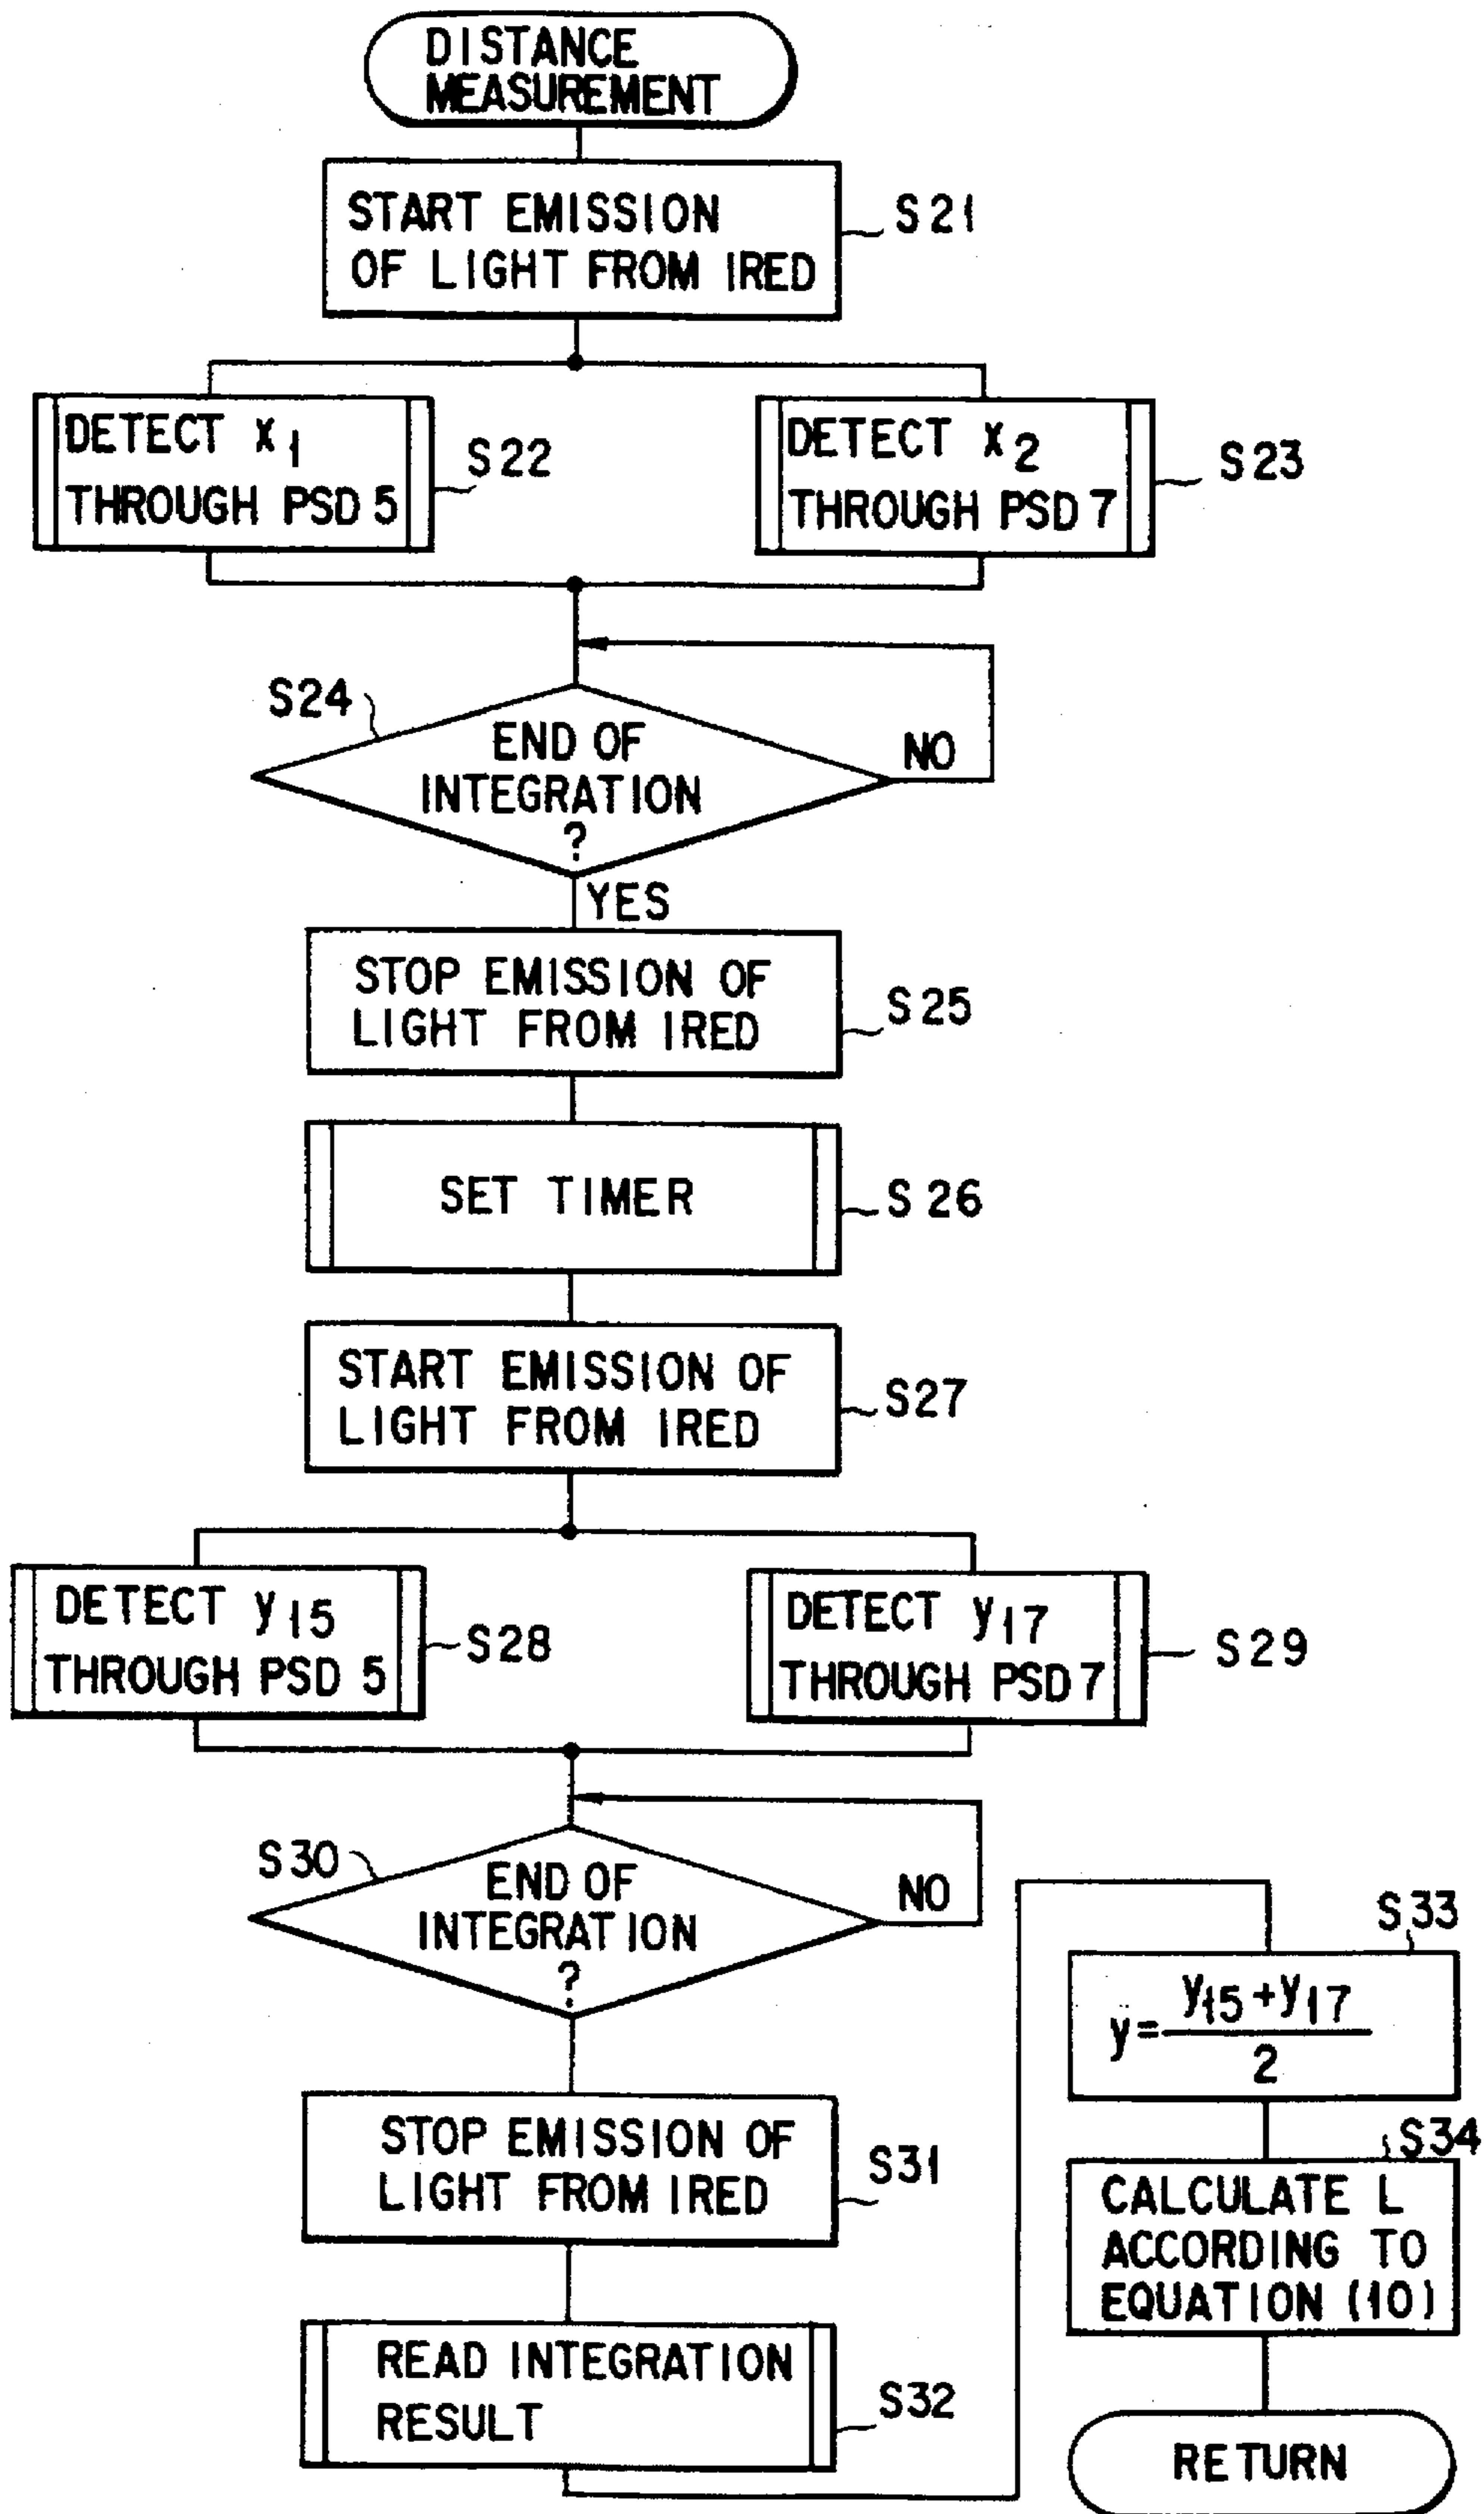 DISTANCE
MEASUREMENT
START EMISSION
OF LIGHT FROM IRED
S21
DETECT x1
THROUGH PSD 5
S22
DETECT x2
THROUGH PSD 7
S23
S24
END OF
INTEGRATION
?
NO
YES
STOP EMISSION OF
LIGHT FROM IRED
S25
SET TIMER
S26
START EMISSION OF
LIGHT FROM IRED
S27
DETECT y15
THROUGH PSD 5
S28
DETECT y17
THROUGH PSD 7
S29
S30
END OF
INTEGRATION
?
NO
STOP EMISSION OF
LIGHT FROM IRED
S31
READ INTEGRATION
RESULT
S32
S33
y15+y17
y=
2
S34
CALCULATE L
ACCORDING TO
EQUATION (10)
RETURN